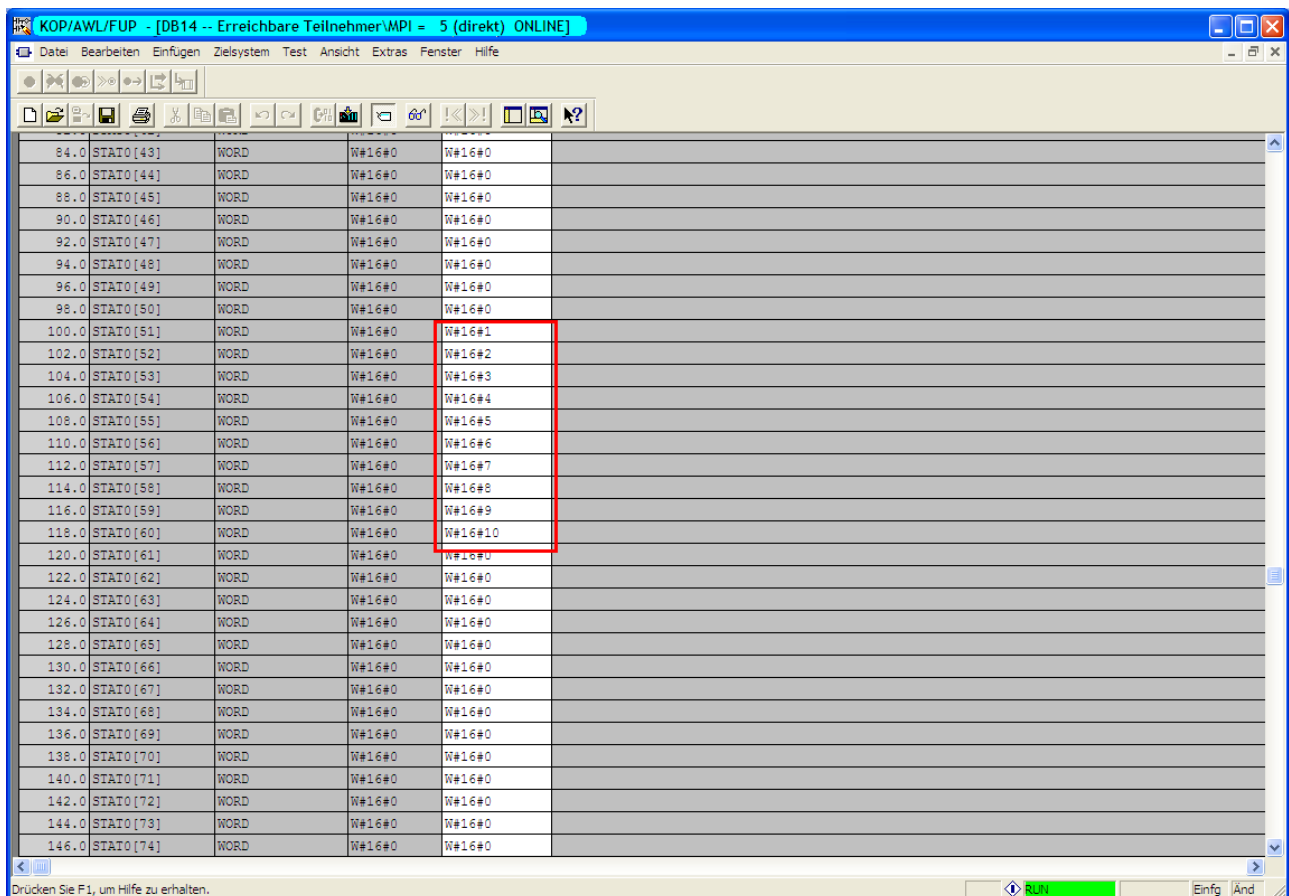 KOP/AWL/FUP - [DB14 -- Erreichbare Teilnehmer\MPI = 5 (direkt) ONLINE]
Datei Bearbeiten Einfügen Zielsystem Test Ansicht Extras Fenster Hilfe
84.0 STAT0[43] WORD W#16#0 W#16#0
86.0 STAT0[44] WORD W#16#0 W#16#0
88.0 STAT0[45] WORD W#16#0 W#16#0
90.0 STAT0[46] WORD W#16#0 W#16#0
92.0 STAT0[47] WORD W#16#0 W#16#0
94.0 STAT0[48] WORD W#16#0 W#16#0
96.0 STAT0[49] WORD W#16#0 W#16#0
98.0 STAT0[50] WORD W#16#0 W#16#0
100.0 STAT0[51] WORD W#16#0 W#16#1
102.0 STAT0[52] WORD W#16#0 W#16#2
104.0 STAT0[53] WORD W#16#0 W#16#3
106.0 STAT0[54] WORD W#16#0 W#16#4
108.0 STAT0[55] WORD W#16#0 W#16#5
110.0 STAT0[56] WORD W#16#0 W#16#6
112.0 STAT0[57] WORD W#16#0 W#16#7
114.0 STAT0[58] WORD W#16#0 W#16#8
116.0 STAT0[59] WORD W#16#0 W#16#9
118.0 STAT0[60] WORD W#16#0 W#16#10
120.0 STAT0[61] WORD W#16#0 W#16#0
122.0 STAT0[62] WORD W#16#0 W#16#0
124.0 STAT0[63] WORD W#16#0 W#16#0
126.0 STAT0[64] WORD W#16#0 W#16#0
128.0 STAT0[65] WORD W#16#0 W#16#0
130.0 STAT0[66] WORD W#16#0 W#16#0
132.0 STAT0[67] WORD W#16#0 W#16#0
134.0 STAT0[68] WORD W#16#0 W#16#0
136.0 STAT0[69] WORD W#16#0 W#16#0
138.0 STAT0[70] WORD W#16#0 W#16#0
140.0 STAT0[71] WORD W#16#0 W#16#0
142.0 STAT0[72] WORD W#16#0 W#16#0
144.0 STAT0[73] WORD W#16#0 W#16#0
146.0 STAT0[74] WORD W#16#0 W#16#0
Drücken Sie F1, um Hilfe zu erhalten. RUN Einfg Änd